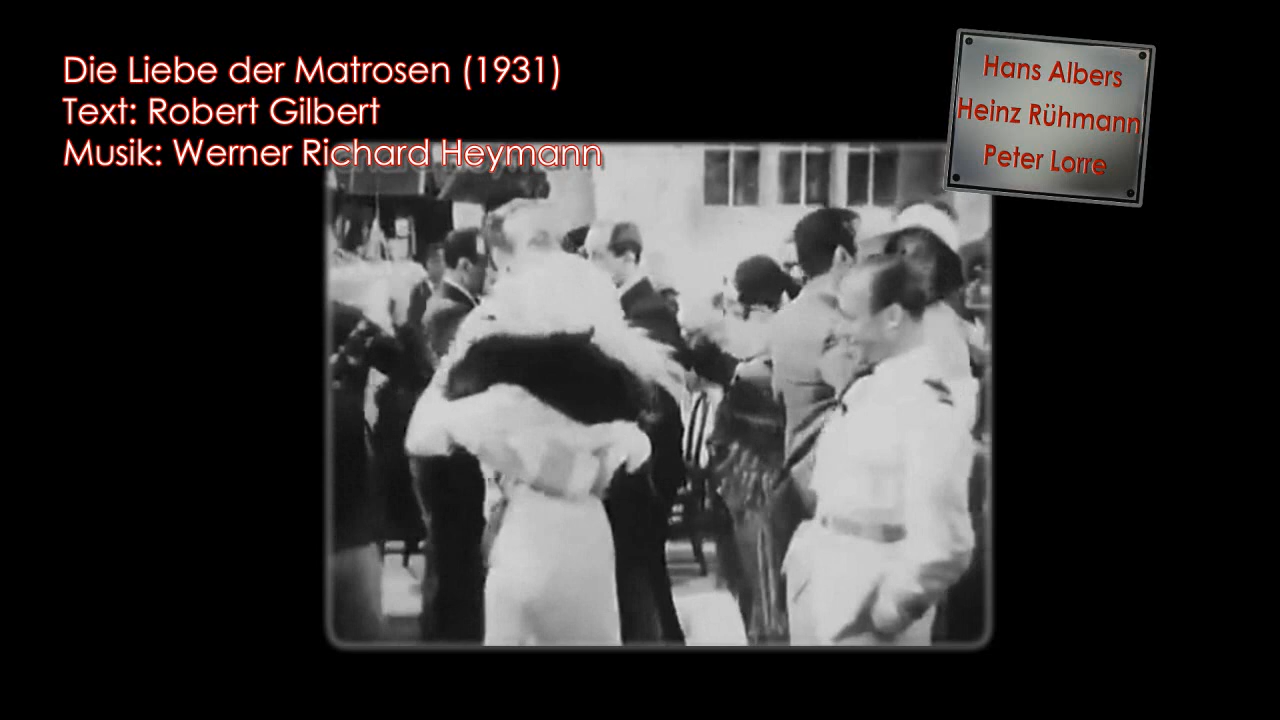 Die Liebe der Matrosen (1931)
Text: Robert Gilbert
Musik: Werner Richard Heymann
Hans Albers
Heinz Rühmann
Peter Lorre